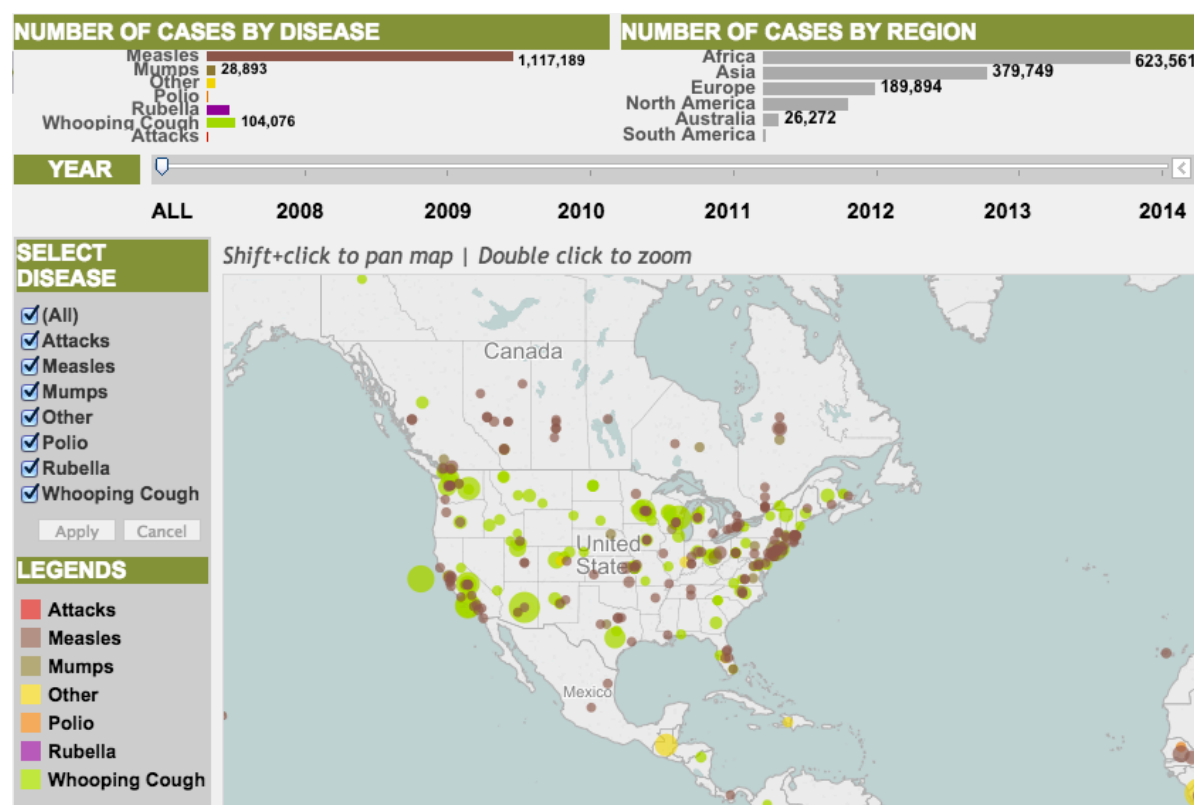 NUMBER OF CASES BY DISEASE
Measles 1,117,189
Mumps 28,893
Other
Polio
Rubella
Whooping Cough 104,076
Attacks
NUMBER OF CASES BY REGION
Africa 623,561
Asia 379,749
Europe 189,894
North America
Australia 26,272
South America
YEAR
ALL 2008 2009 2010 2011 2012 2013 2014
SELECT
DISEASE
(All)
Attacks
Measles
Mumps
Other
Polio
Rubella
Whooping Cough
Apply Cancel
LEGENDS
Attacks
Measles
Mumps
Other
Polio
Rubella
Whooping Cough
Shift+click to pan map | Double click to zoom
Canada
United
States
Mexico